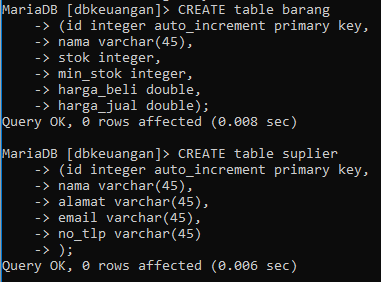 MariaDB [dbkeuangan]> CREATE table barang
    -> (id integer auto_increment primary key,
    -> nama varchar(45),
    -> stok integer,
    -> min_stok integer,
    -> harga_beli double,
    -> harga_jual double);
Query OK, 0 rows affected (0.008 sec)

MariaDB [dbkeuangan]> CREATE table suplier
    -> (id integer auto_increment primary key,
    -> nama varchar(45),
    -> alamat varchar(45),
    -> email varchar(45),
    -> no_tlp varchar(45)
    -> );
Query OK, 0 rows affected (0.006 sec)